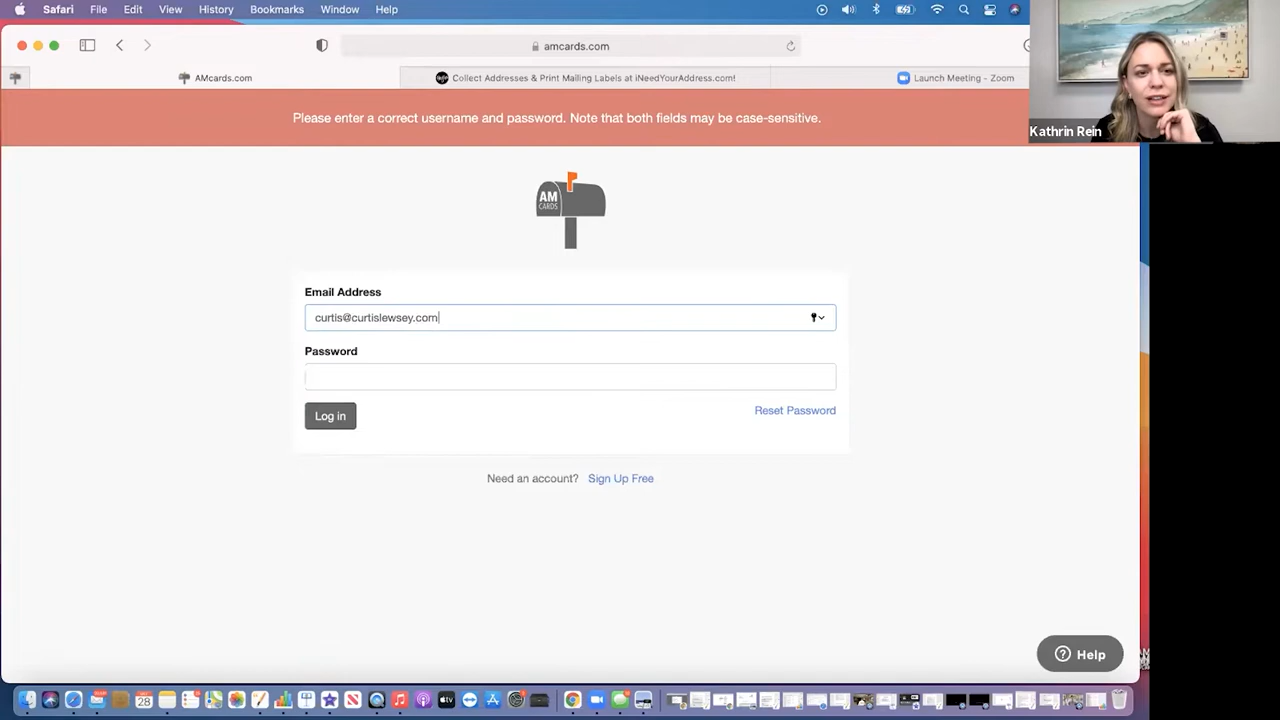 Safari File Edit View History Bookmarks Window Help
amcards.com
AMcards.com
Collect Addresses & Print Mailing Labels at iNeedYourAddress.com!
Launch Meeting - Zoom
Please enter a correct username and password. Note that both fields may be case-sensitive.
Kathrin Rein
AM
CARDS
Email Address
curtis@curtislewsey.com
Password
Log in
Reset Password
Need an account? Sign Up Free
Help
28